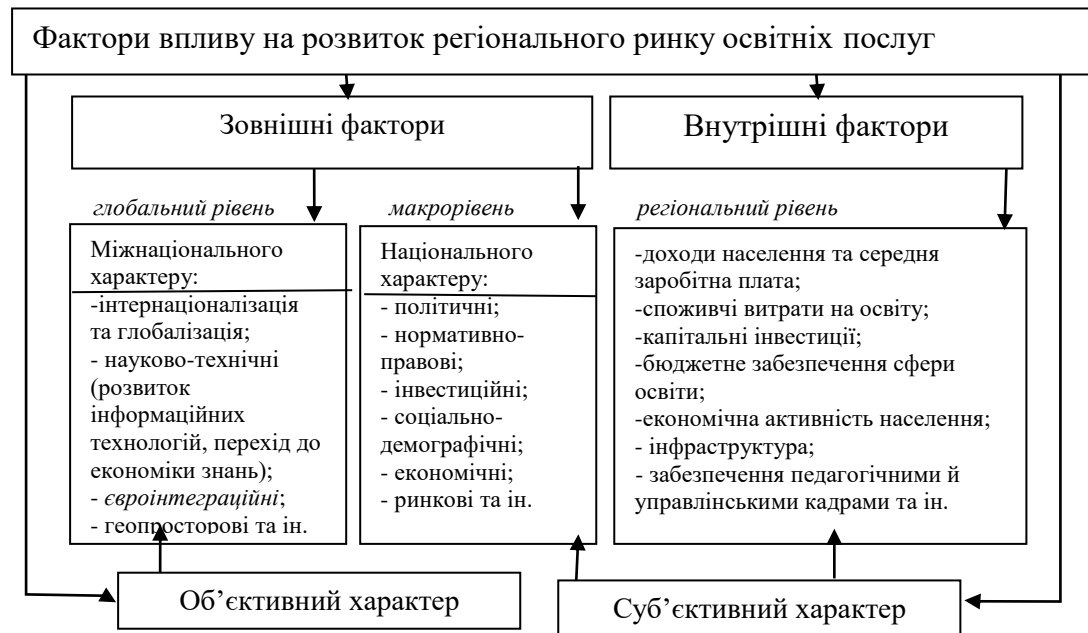 Фактори впливу на розвиток регіонального ринку освітніх послуг
Зовнішні фактори
Внутрішні фактори
глобальний рівень
Міжнаціонального
характеру:
-інтернаціоналізація
та глобалізація;
- науково-технічні
(розвиток
інформаційних
технологій, перехід до
економіки знань);
- євроінтеграційні;
- геопросторові та ін.
макрорівень
Національного
характеру:
- політичні;
- нормативно-
правові;
- інвестиційні;
- соціально-
демографічні;
- економічні;
- ринкові та ін.
регіональний рівень
-доходи населення та середня
заробітна плата;
-споживчі витрати на освіту;
-капітальні інвестиції;
-бюджетне забезпечення сфери
освіти;
-економічна активність населення;
- інфраструктура;
- забезпечення педагогічними й
управлінськими кадрами та ін.
Об’єктивний характер
Суб’єктивний характер